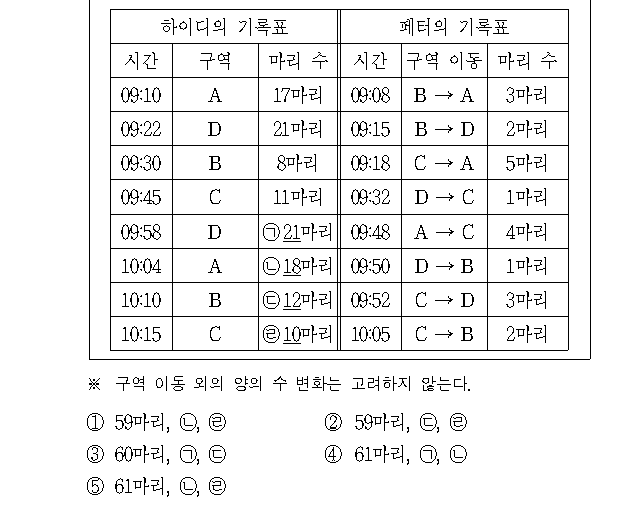 하이디의 기록표 페터의 기록표
시간 구역 마리 수 시간 구역 이동 마리 수
09:10 A 17마리 09:08 B → A 3마리
09:22 D 21마리 09:15 B → D 2마리
09:30 B 8마리 09:18 C → A 5마리
09:45 C 11마리 09:32 D → C 1마리
09:58 D ㉠21마리 09:48 A → C 4마리
10:04 A ㉡18마리 09:50 D → B 1마리
10:10 B ㉢12마리 09:52 C → D 3마리
10:15 C ㉣10마리 10:05 C → B 2마리
※ 구역 이동 외의 양의 수 변화는 고려하지 않는다.
① 59마리, ㉡, ㉣ ② 59마리, ㉢, ㉣
③ 60마리, ㉠, ㉢ ④ 61마리, ㉠, ㉡
⑤ 61마리, ㉡, ㉣